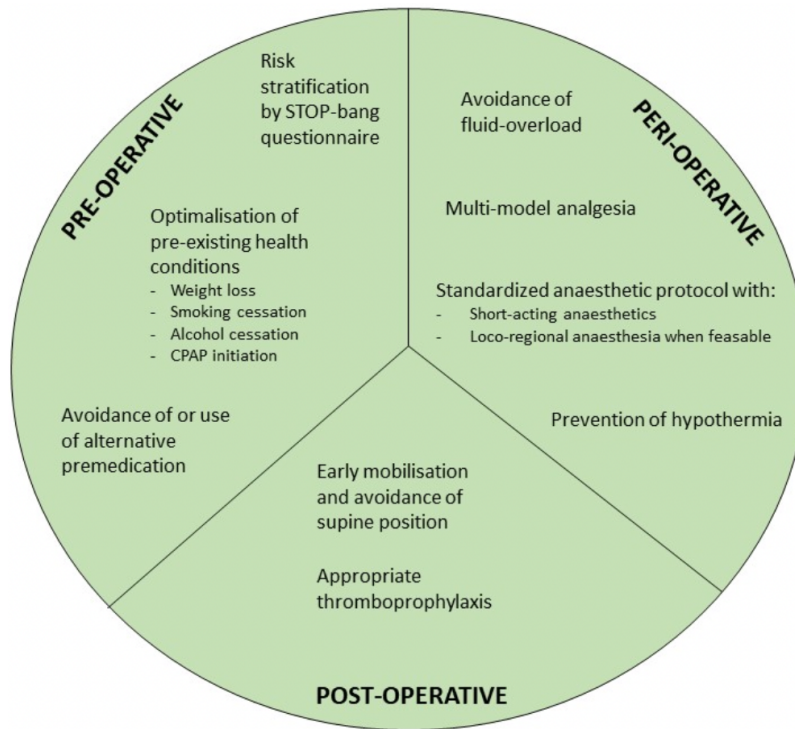 PRE-OPERATIVE
Risk
stratification
by STOP-bang
questionnaire
Optimalisation of
pre-existing health
conditions
- Weight loss
- Smoking cessation
- Alcohol cessation
- CPAP initiation
Avoidance of or use
of alternative
premedication
PERI-OPERATIVE
Avoidance of
fluid-overload
Multi-model analgesia
Standardized anaesthetic protocol with:
- Short-acting anaesthetics
- Loco-regional anaesthesia when feasable
Prevention of hypothermia
Early mobilisation
and avoidance of
supine position
Appropriate
thromboprophylaxis
POST-OPERATIVE